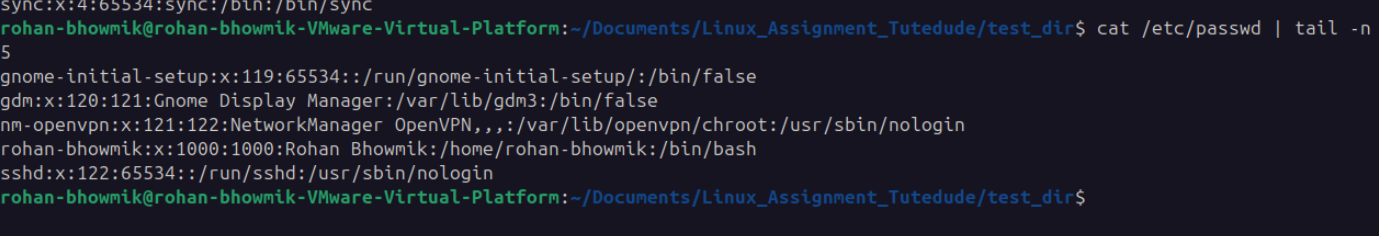 sync:x:4:65534:sync:/bin:/bin/sync
rohan-bhowmik@rohan-bhowmik-VMware-Virtual-Platform:~/Documents/Linux_Assignment_Tutedude/test_dir$ cat /etc/passwd | tail -n
5
gnome-initial-setup:x:119:65534::/run/gnome-initial-setup/:/bin/false
gdm:x:120:121:Gnome Display Manager:/var/lib/gdm3:/bin/false
nm-openvpn:x:121:122:NetworkManager OpenVPN,,,:/var/lib/openvpn/chroot:/usr/sbin/nologin
rohan-bhowmik:x:1000:1000:Rohan Bhowmik:/home/rohan-bhowmik:/bin/bash
sshd:x:122:65534::/run/sshd:/usr/sbin/nologin
rohan-bhowmik@rohan-bhowmik-VMware-Virtual-Platform:~/Documents/Linux_Assignment_Tutedude/test_dir$